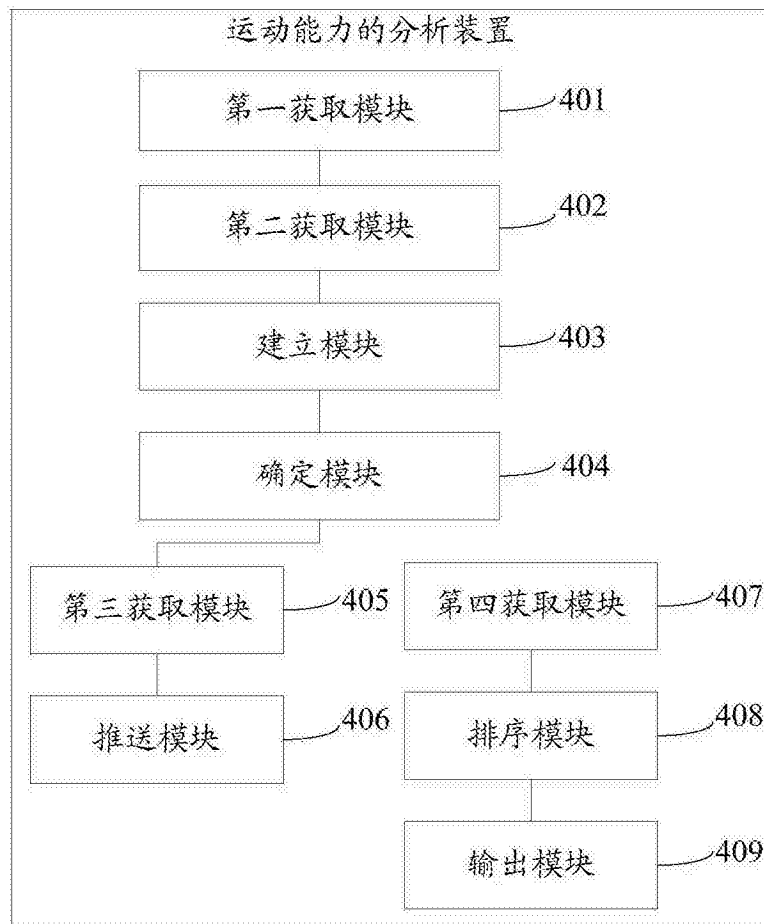 运动能力的分析装置
第一获取模块
401
第二获取模块
402
建立模块
403
确定模块
404
第三获取模块
405
第四获取模块
407
推送模块
406
排序模块
408
输出模块
409